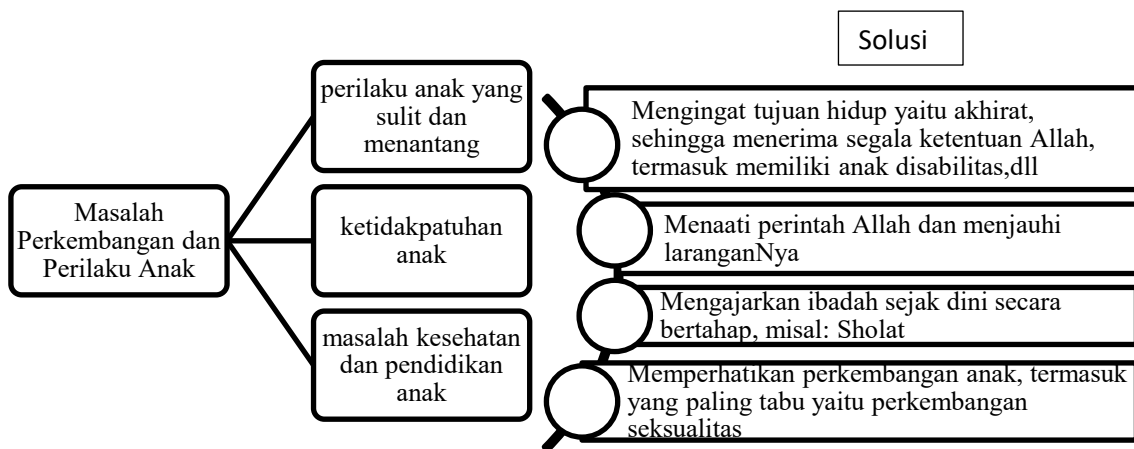 Masalah
Perkembangan dan
Perilaku Anak
perilaku anak yang
sulit dan
menantang
ketidakpatuhan
anak
masalah kesehatan
dan pendidikan
anak
Solusi
Mengingat tujuan hidup yaitu akhirat,
sehingga menerima segala ketentuan Allah,
termasuk memiliki anak disabilitas,dll
Menaati perintah Allah dan menjauhi
laranganNya
Mengajarkan ibadah sejak dini secara
bertahap, misal: Sholat
Memperhatikan perkembangan anak, termasuk
yang paling tabu yaitu perkembangan
seksualitas